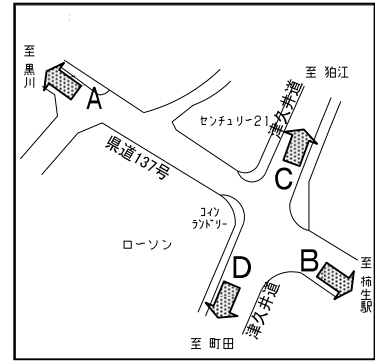 至
黒
川
A
県道137号
センチュリー21
津久井道
至 狛江
C
コイン
ランドリー
ローソン
D
B
至
柿
生
駅
至 町田
津久井道